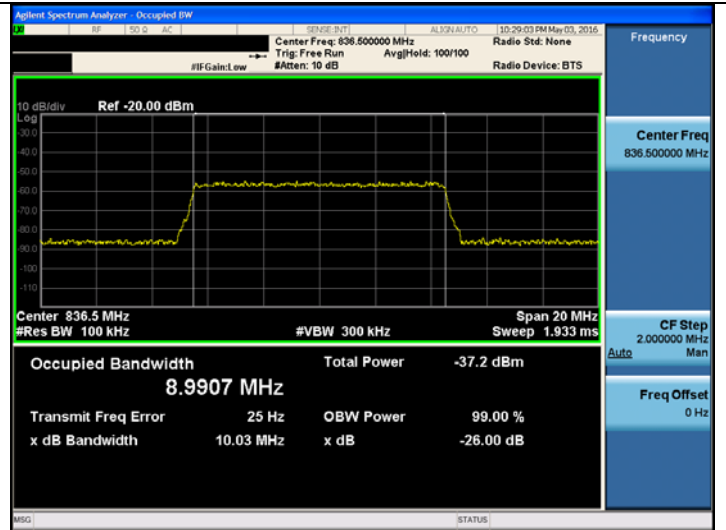 Agilent Spectrum Analyzer - Occupied BW
RF 50 Ω AC SENSE:INT ALIGN AUTO 10:29:03 PM May 03, 2016
Center Freq: 836.500000 MHz Radio Std: None
Trig: Free Run Avg|Hold: 100/100
#IFGain:Low #Atten: 10 dB Radio Device: BTS
Frequency
10 dB/div Ref -20.00 dBm
Log
-30.0
-40.0
-50.0
-60.0
-70.0
-80.0
-90.0
-100
-110
Center 836.5 MHz Span 20 MHz
#Res BW 100 kHz #VBW 300 kHz Sweep 1.933 ms
Occupied Bandwidth Total Power -37.2 dBm
8.9907 MHz
Transmit Freq Error 25 Hz OBW Power 99.00 %
x dB Bandwidth 10.03 MHz x dB -26.00 dB
Center Freq
836.500000 MHz
CF Step
2.000000 MHz
Auto Man
Freq Offset
0 Hz
MSG STATUS